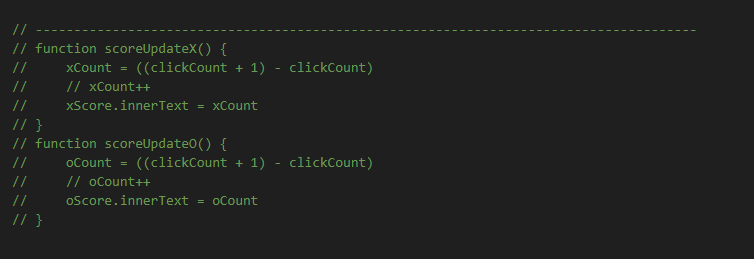 // --------------------------------------------------------------------------------------
// function scoreUpdateX() {
//     xCount = ((clickCount + 1) - clickCount)
//     // xCount++
//     xScore.innerText = xCount
// }
// function scoreUpdateO() {
//     oCount = ((clickCount + 1) - clickCount)
//     // oCount++
//     oScore.innerText = oCount
// }